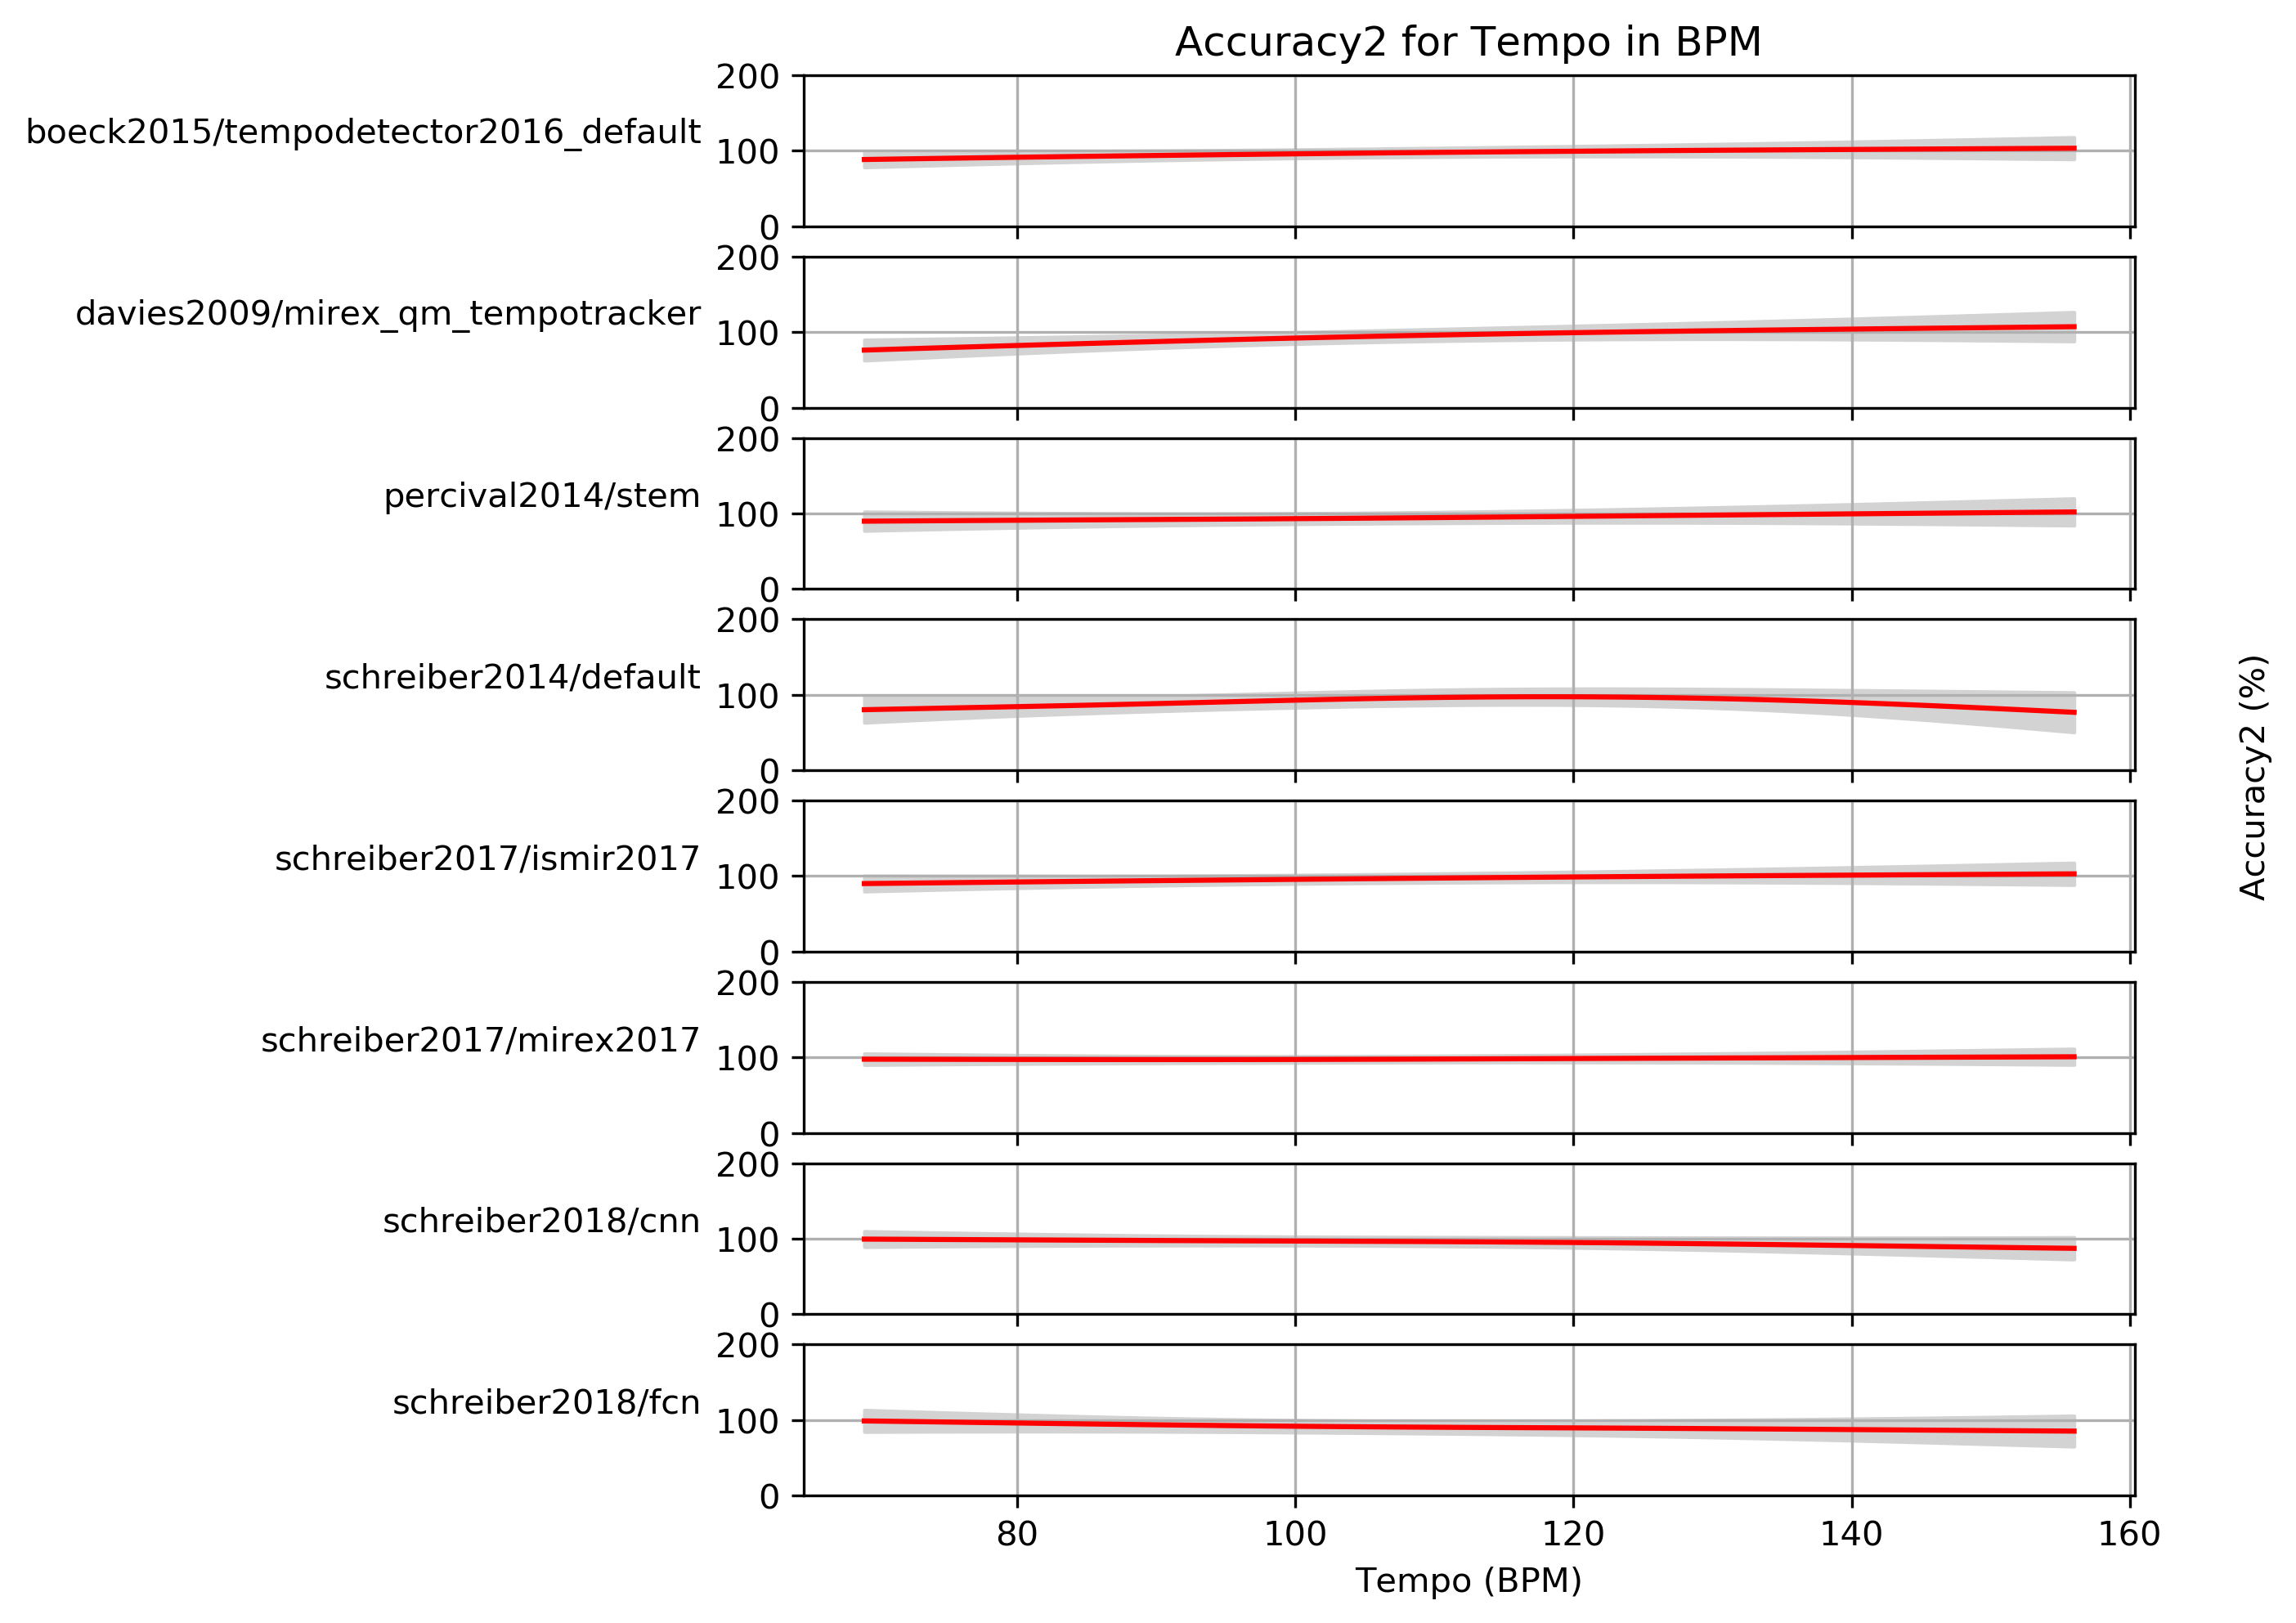 Accuracy2 for Tempo in BPM
boeck2015/tempodetector2016_default
200
100
0
davies2009/mirex_qm_tempotracker
200
100
0
percival2014/stem
200
100
0
schreiber2014/default
200
100
0
schreiber2017/ismir2017
200
100
0
schreiber2017/mirex2017
200
100
0
schreiber2018/cnn
200
100
0
schreiber2018/fcn
200
100
0
80 100 120 140 160
Tempo (BPM)
Accuracy2 (%)